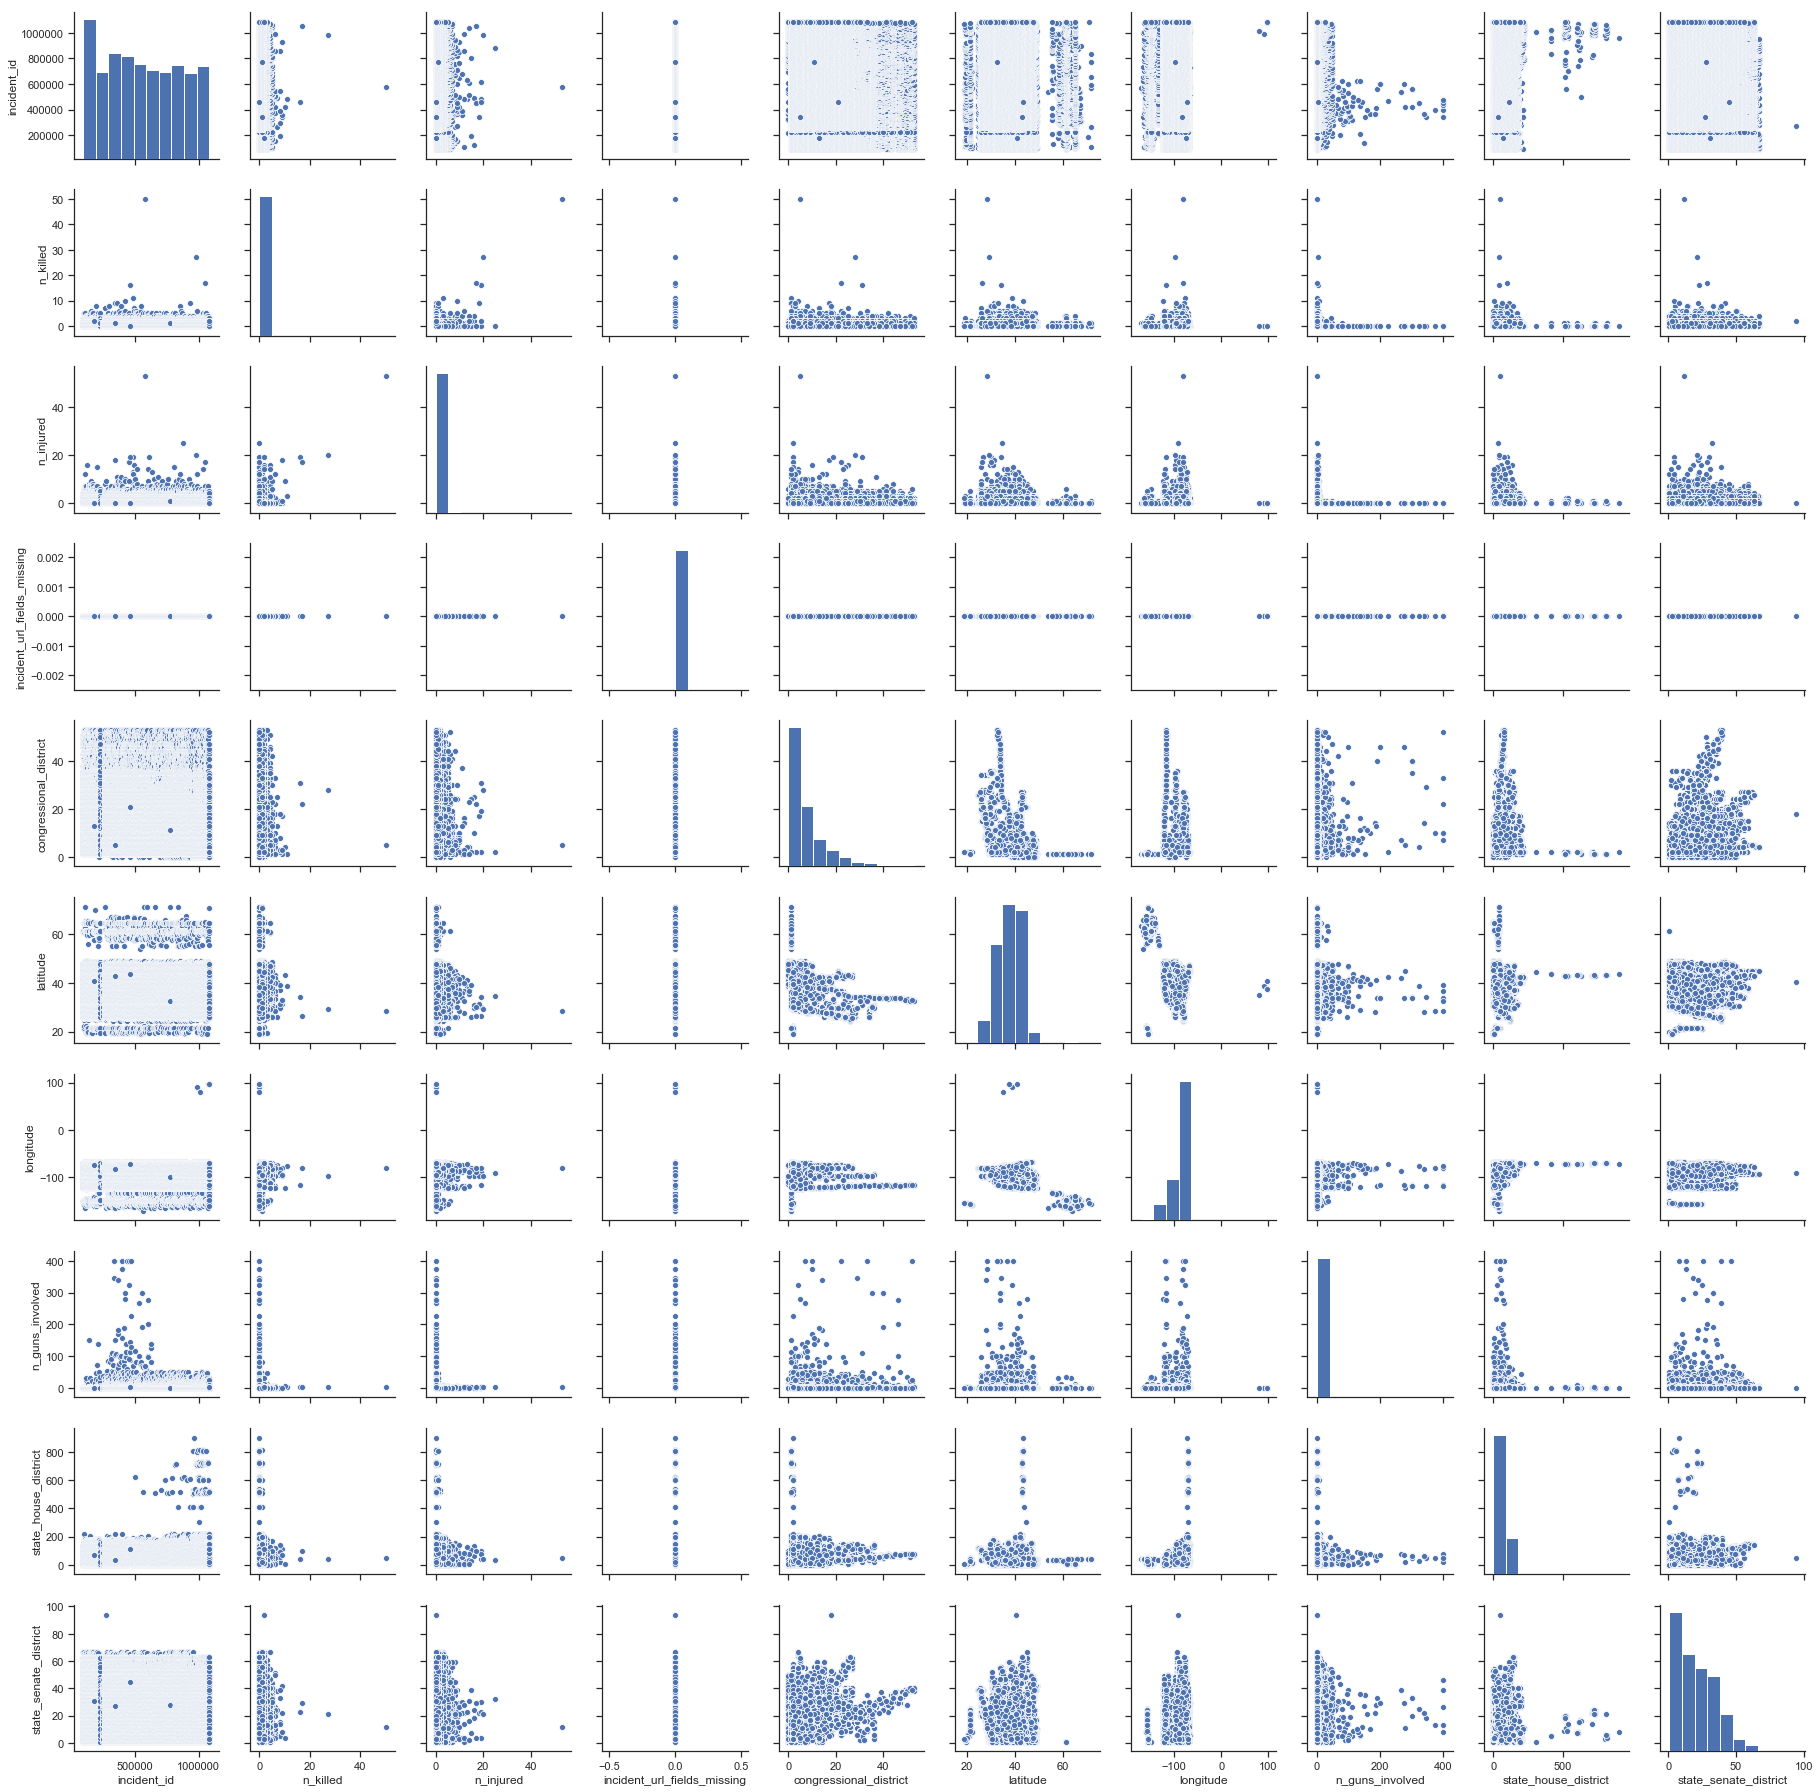 incident_id
1000000
800000
600000
400000
200000
n_killed
50
40
30
20
10
0
n_injured
40
20
0
incident_url_fields_missing
0.002
0.001
0.000
−0.001
−0.002
congressional_district
40
20
0
latitude
60
40
20
longitude
100
0
−100
n_guns_involved
400
300
200
100
0
state_house_district
800
600
400
200
0
state_senate_district
100
80
60
40
20
0
500000 1000000
incident_id
0 20 40
n_killed
0 20 40
n_injured
−0.5 0.0 0.5
incident_url_fields_missing
0 20 40
congressional_district
20 40 60
latitude
−100 0 100
longitude
0 200 400
n_guns_involved
0 500
state_house_district
0 50 100
state_senate_district